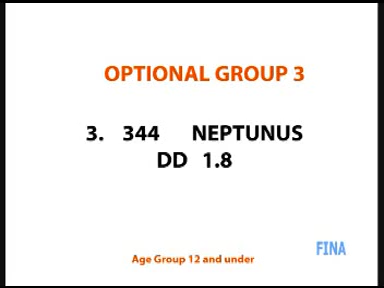 OPTIONAL GROUP 3
3. 344 NEPTUNUS
DD 1.8
FINA
Age Group 12 and under